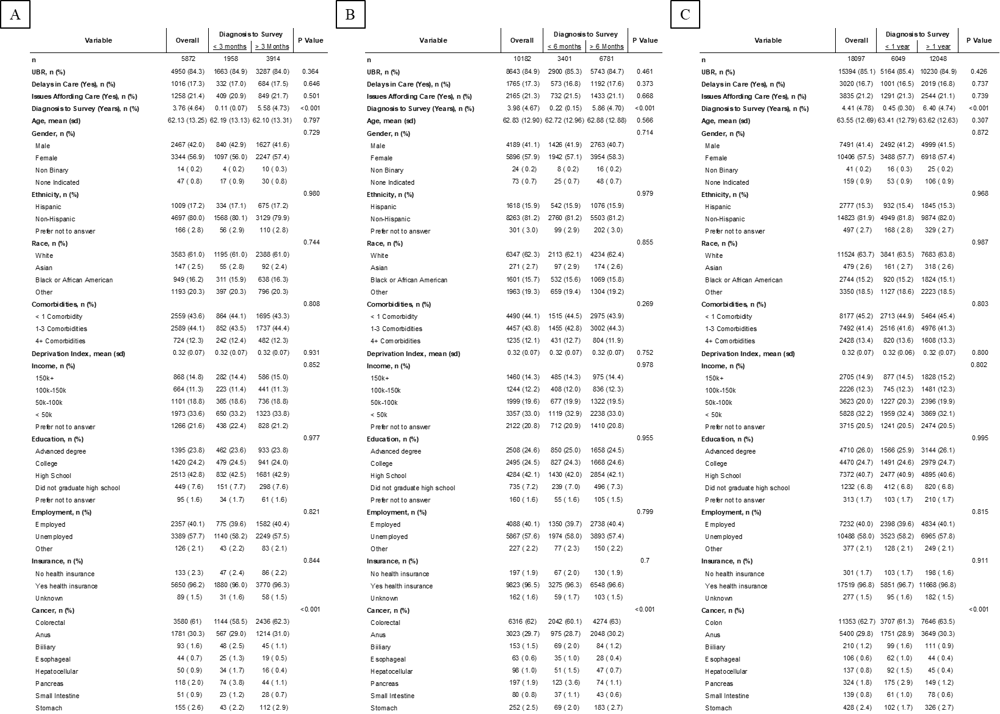 A
Variable Overall Diagnosis to Survey P Value
< 3 months > 3 Months
n 5872 1958 3914
UBR, n (%) 4950 (84.3) 1663 (84.9) 3287 (84.0) 0.364
Delays in Care (Yes), n (%) 1016 (17.3) 332 (17.0) 684 (17.5) 0.646
Issues Affording Care (Yes), n (%) 1258 (21.4) 409 (20.9) 849 (21.7) 0.501
Diagnosis to Survey (Years), n (%) 3.76 (4.64) 0.11 (0.07) 5.58 (4.73) <0.001
Age, mean (sd) 62.13 (13.25) 62.19 (13.13) 62.10 (13.31) 0.797
Gender, n (%) 0.729
Male 2467 (42.0) 840 (42.9) 1627 (41.6)
Female 3344 (56.9) 1097 (56.0) 2247 (57.4)
Non Binary 14 ( 0.2) 4 ( 0.2) 10 ( 0.3)
None Indicated 47 ( 0.8) 17 ( 0.9) 30 ( 0.8)
Ethnicity, n (%) 0.980
Hispanic 1009 (17.2) 334 (17.1) 675 (17.2)
Non-Hispanic 4697 (80.0) 1568 (80.1) 3129 (79.9)
Prefer not to answer 166 ( 2.8) 56 ( 2.9) 110 ( 2.8)
Race, n (%) 0.744
White 3583 (61.0) 1195 (61.0) 2388 (61.0)
Asian 147 ( 2.5) 55 ( 2.8) 92 ( 2.4)
Black or African American 949 (16.2) 311 (15.9) 638 (16.3)
Other 1193 (20.3) 397 (20.3) 796 (20.3)
Comorbidities, n (%) 0.808
< 1 Comorbidity 2559 (43.6) 864 (44.1) 1695 (43.3)
1-3 Comorbidities 2589 (44.1) 852 (43.5) 1737 (44.4)
4+ Comorbidities 724 (12.3) 242 (12.4) 482 (12.3)
Deprivation Index, mean (sd) 0.32 (0.07) 0.32 (0.07) 0.32 (0.07) 0.931
Income, n (%) 0.852
150k+ 868 (14.8) 282 (14.4) 586 (15.0)
100k-150k 664 (11.3) 223 (11.4) 441 (11.3)
50k-100k 1101 (18.8) 365 (18.6) 736 (18.8)
< 50k 1973 (33.6) 650 (33.2) 1323 (33.8)
Prefer not to answer 1266 (21.6) 438 (22.4) 828 (21.2)
Education, n (%) 0.977
Advanced degree 1395 (23.8) 462 (23.6) 933 (23.8)
College 1420 (24.2) 479 (24.5) 941 (24.0)
High School 2513 (42.8) 832 (42.5) 1681 (42.9)
Did not graduate high school 449 ( 7.6) 151 ( 7.7) 298 ( 7.6)
Prefer not to answer 95 ( 1.6) 34 ( 1.7) 61 ( 1.6)
Employment, n (%) 0.821
Employed 2357 (40.1) 775 (39.6) 1582 (40.4)
Unemployed 3389 (57.7) 1140 (58.2) 2249 (57.5)
Other 126 ( 2.1) 43 ( 2.2) 83 ( 2.1)
Insurance, n (%) 0.844
No health insurance 133 ( 2.3) 47 ( 2.4) 86 ( 2.2)
Yes health insurance 5650 (96.2) 1880 (96.0) 3770 (96.3)
Unknown 89 ( 1.5) 31 ( 1.6) 58 ( 1.5)
Cancer, n (%) <0.001
Colorectal 3580 (61) 1144 (58.5) 2436 (62.3)
Anus 1781 (30.3) 567 (29.0) 1214 (31.0)
Biiliary 93 ( 1.6) 48 ( 2.5) 45 ( 1.1)
Esophageal 44 ( 0.7) 25 ( 1.3) 19 ( 0.5)
Hepatocellular 50 ( 0.9) 34 ( 1.7) 16 ( 0.4)
Pancreas 118 ( 2.0) 74 ( 3.8) 44 ( 1.1)
Small Intestine 51 ( 0.9) 23 ( 1.2) 28 ( 0.7)
Stomach 155 ( 2.6) 43 ( 2.2) 112 ( 2.9)
B
Variable Overall Diagnosis to Survey P Value
< 6 months > 6 Months
n 10182 3401 6781
UBR, n (%) 8643 (84.9) 2900 (85.3) 5743 (84.7) 0.461
Delays in Care (Yes), n (%) 1765 (17.3) 573 (16.8) 1192 (17.6) 0.373
Issues Affording Care (Yes), n (%) 2165 (21.3) 732 (21.5) 1433 (21.1) 0.668
Diagnosis to Survey (Years), n (%) 3.98 (4.67) 0.22 (0.15) 5.86 (4.70) <0.001
Age, mean (sd) 62.83 (12.90) 62.72 (12.96) 62.88 (12.88) 0.566
Gender, n (%) 0.714
Male 4189 (41.1) 1426 (41.9) 2763 (40.7)
Female 5896 (57.9) 1942 (57.1) 3954 (58.3)
Non Binary 24 ( 0.2) 8 ( 0.2) 16 ( 0.2)
None Indicated 73 ( 0.7) 25 ( 0.7) 48 ( 0.7)
Ethnicity, n (%) 0.979
Hispanic 1618 (15.9) 542 (15.9) 1076 (15.9)
Non-Hispanic 8263 (81.2) 2760 (81.2) 5503 (81.2)
Prefer not to answer 301 ( 3.0) 99 ( 2.9) 202 ( 3.0)
Race, n (%) 0.855
White 6347 (62.3) 2113 (62.1) 4234 (62.4)
Asian 271 ( 2.7) 97 ( 2.9) 174 ( 2.6)
Black or African American 1601 (15.7) 532 (15.6) 1069 (15.8)
Other 1963 (19.3) 659 (19.4) 1304 (19.2)
Comorbidities, n (%) 0.269
< 1 Comorbidity 4490 (44.1) 1515 (44.5) 2975 (43.9)
1-3 Comorbidities 4457 (43.8) 1455 (42.8) 3002 (44.3)
4+ Comorbidities 1235 (12.1) 431 (12.7) 804 (11.9)
Deprivation Index, mean (sd) 0.32 (0.07) 0.32 (0.07) 0.32 (0.07) 0.752
Income, n (%) 0.978
150k+ 1460 (14.3) 485 (14.3) 975 (14.4)
100k-150k 1244 (12.2) 408 (12.0) 836 (12.3)
50k-100k 1999 (19.6) 677 (19.9) 1322 (19.5)
< 50k 3357 (33.0) 1119 (32.9) 2238 (33.0)
Prefer not to answer 2122 (20.8) 712 (20.9) 1410 (20.8)
Education, n (%) 0.955
Advanced degree 2508 (24.6) 850 (25.0) 1658 (24.5)
College 2495 (24.5) 827 (24.3) 1668 (24.6)
High School 4284 (42.1) 1430 (42.0) 2854 (42.1)
Did not graduate high school 735 ( 7.2) 239 ( 7.0) 496 ( 7.3)
Prefer not to answer 160 ( 1.6) 55 ( 1.6) 105 ( 1.5)
Employment, n (%) 0.799
Employed 4088 (40.1) 1350 (39.7) 2738 (40.4)
Unemployed 5867 (57.6) 1974 (58.0) 3893 (57.4)
Other 227 ( 2.2) 77 ( 2.3) 150 ( 2.2)
Insurance, n (%) 0.7
No health insurance 197 ( 1.9) 67 ( 2.0) 130 ( 1.9)
Yes health insurance 9823 (96.5) 3275 (96.3) 6548 (96.6)
Unknown 162 ( 1.6) 59 ( 1.7) 103 ( 1.5)
Cancer, n (%) <0.001
Colorectal 6316 (62) 2042 (60.1) 4274 (63)
Anus 3023 (29.7) 975 (28.7) 2048 (30.2)
Biiliary 153 ( 1.5) 69 ( 2.0) 84 ( 1.2)
Esophageal 63 ( 0.6) 35 ( 1.0) 28 ( 0.4)
Hepatocellular 98 ( 1.0) 51 ( 1.5) 47 ( 0.7)
Pancreas 197 ( 1.9) 123 ( 3.6) 74 ( 1.1)
Small Intestine 80 ( 0.8) 37 ( 1.1) 43 ( 0.6)
Stomach 252 ( 2.5) 69 ( 2.0) 183 ( 2.7)
C
Variable Overall Diagnosis to Survey P Value
< 1 year > 1 year
n 18097 6049 12048
UBR, n (%) 15394 (85.1) 5164 (85.4) 10230 (84.9) 0.426
Delays in Care (Yes), n (%) 3020 (16.7) 1001 (16.5) 2019 (16.8) 0.737
Issues Affording Care (Yes) 3835 (21.2) 1291 (21.3) 2544 (21.1) 0.739
Diagnosis to Survey (Years), n (%) 4.41 (4.78) 0.45 (0.30) 6.40 (4.74) <0.001
Age, mean (sd) 63.55 (12.69) 63.41 (12.79) 63.62 (12.63) 0.307
Gender, n (%) 0.872
Male 7491 (41.4) 2492 (41.2) 4999 (41.5)
Female 10406 (57.5) 3488 (57.7) 6918 (57.4)
Non Binary 41 ( 0.2) 16 ( 0.3) 25 ( 0.2)
None Indicated 159 ( 0.9) 53 ( 0.9) 106 ( 0.9)
Ethnicity, n (%) 0.968
Hispanic 2777 (15.3) 932 (15.4) 1845 (15.3)
Non-Hispanic 14823 (81.9) 4949 (81.8) 9874 (82.0)
Prefer not to answer 497 ( 2.7) 168 ( 2.8) 329 ( 2.7)
Race, n (%) 0.987
White 11524 (63.7) 3841 (63.5) 7683 (63.8)
Asian 479 ( 2.6) 161 ( 2.7) 318 ( 2.6)
Black or African American 2744 (15.2) 920 (15.2) 1824 (15.1)
Other 3350 (18.5) 1127 (18.6) 2223 (18.5)
Comorbidities, n (%) 0.803
< 1 Comorbidity 8177 (45.2) 2713 (44.9) 5464 (45.4)
1-3 Comorbidities 7492 (41.4) 2516 (41.6) 4976 (41.3)
4+ Comorbidities 2428 (13.4) 820 (13.6) 1608 (13.3)
Deprivation Index, mean (sd) 0.32 (0.07) 0.32 (0.06) 0.32 (0.07) 0.800
Income, n (%) 0.802
150k+ 2705 (14.9) 877 (14.5) 1828 (15.2)
100k-150k 2226 (12.3) 745 (12.3) 1481 (12.3)
50k-100k 3623 (20.0) 1227 (20.3) 2396 (19.9)
< 50k 5828 (32.2) 1959 (32.4) 3869 (32.1)
Prefer not to answer 3715 (20.5) 1241 (20.5) 2474 (20.5)
Education, n (%) 0.995
Advanced degree 4710 (26.0) 1566 (25.9) 3144 (26.1)
College 4470 (24.7) 1491 (24.6) 2979 (24.7)
High School 7372 (40.7) 2477 (40.9) 4895 (40.6)
Did not graduate high school 1232 ( 6.8) 412 ( 6.8) 820 ( 6.8)
Prefer not to answer 313 ( 1.7) 103 ( 1.7) 210 ( 1.7)
Employment, n (%) 0.815
Employed 7232 (40.0) 2398 (39.6) 4834 (40.1)
Unemployed 10488 (58.0) 3523 (58.2) 6965 (57.8)
Other 377 ( 2.1) 128 ( 2.1) 249 ( 2.1)
Insurance, n (%) 0.911
No health insurance 301 ( 1.7) 103 ( 1.7) 198 ( 1.6)
Yes health insurance 17519 (96.8) 5851 (96.7) 11668 (96.8)
Unknown 277 ( 1.5) 95 ( 1.6) 182 ( 1.5)
Cancer, n (%) <0.001
Colon 11353 (62.7) 3707 (61.3) 7646 (63.5)
Anus 5400 (29.8) 1751 (28.9) 3649 (30.3)
Biiliary 210 ( 1.2) 99 ( 1.6) 111 ( 0.9)
Esophageal 106 ( 0.6) 62 ( 1.0) 44 ( 0.4)
Hepatocellular 137 ( 0.8) 92 ( 1.5) 45 ( 0.4)
Pancreas 324 ( 1.8) 175 ( 2.9) 149 ( 1.2)
Small Intestine 139 ( 0.8) 61 ( 1.0) 78 ( 0.6)
Stomach 428 ( 2.4) 102 ( 1.7) 326 ( 2.7)